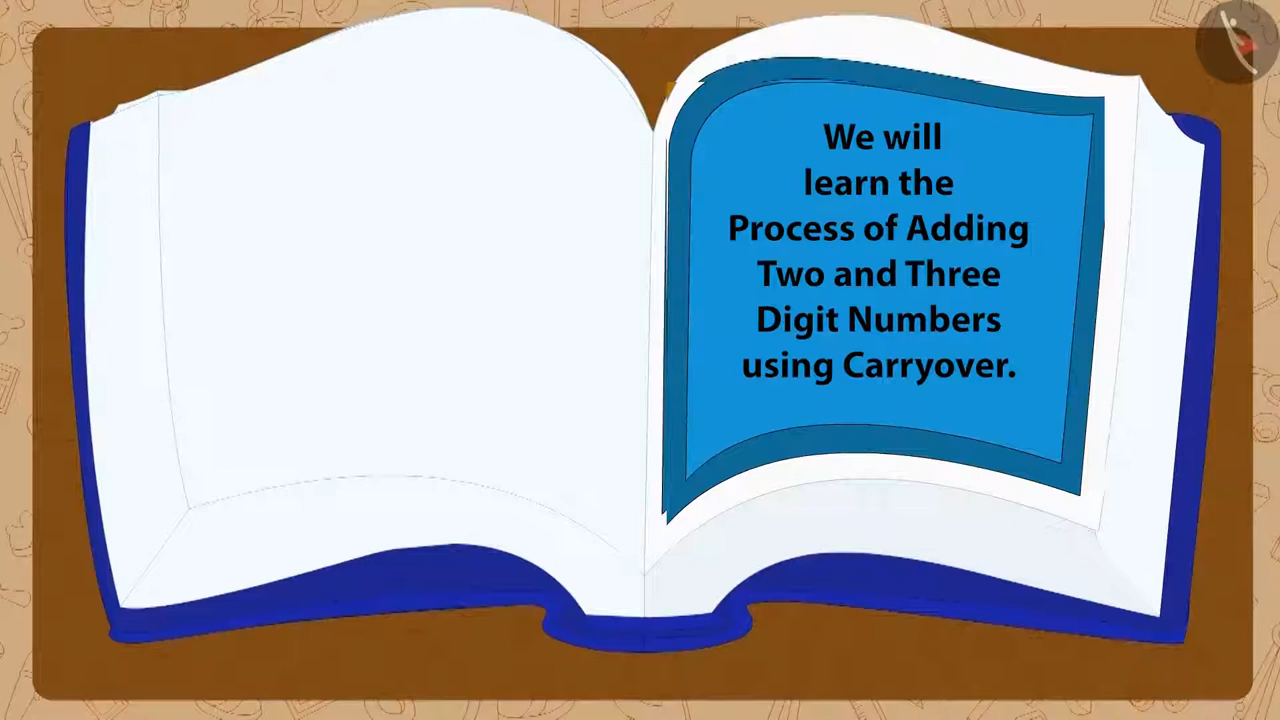 We will
learn the
Process of Adding
Two and Three
Digit Numbers
using Carryover.